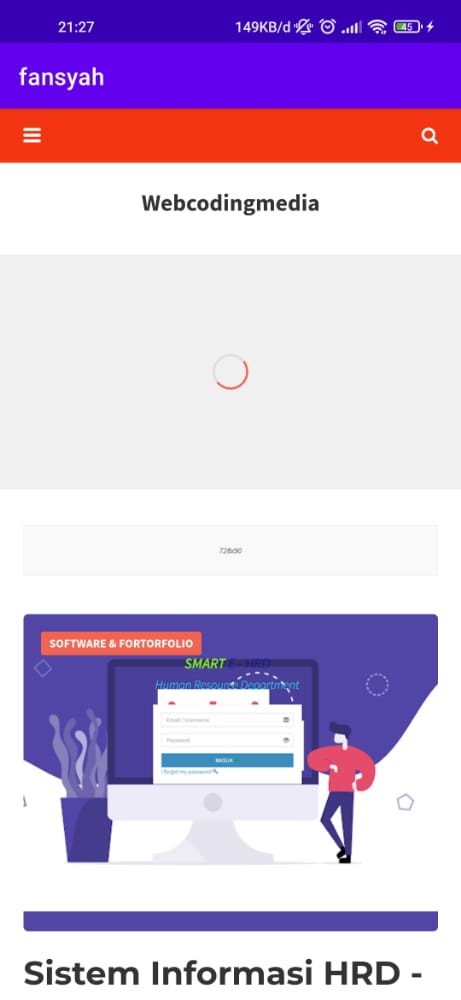 21:27 149KB/d 45
fansyah
Webcodingmedia
728x90
SOFTWARE & FORTORFOLIO
SMART E - HRD
Human Resource Department
Email / Username
Password
MASUK
I forgot my password
Sistem Informasi HRD -